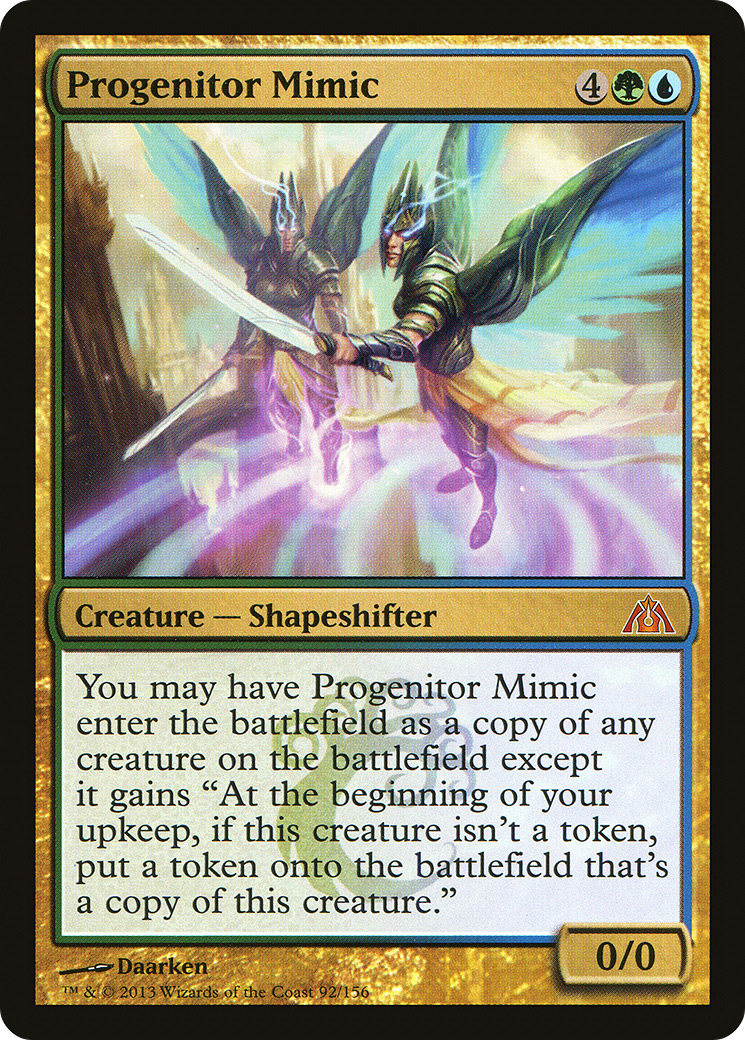 Progenitor Mimic 4
Creature — Shapeshifter
You may have Progenitor Mimic
enter the battlefield as a copy of any
creature on the battlefield except
it gains “At the beginning of your
upkeep, if this creature isn’t a token,
put a token onto the battlefield that’s
a copy of this creature.”
0/0
Daarken
™ & © 2013 Wizards of the Coast 92/156